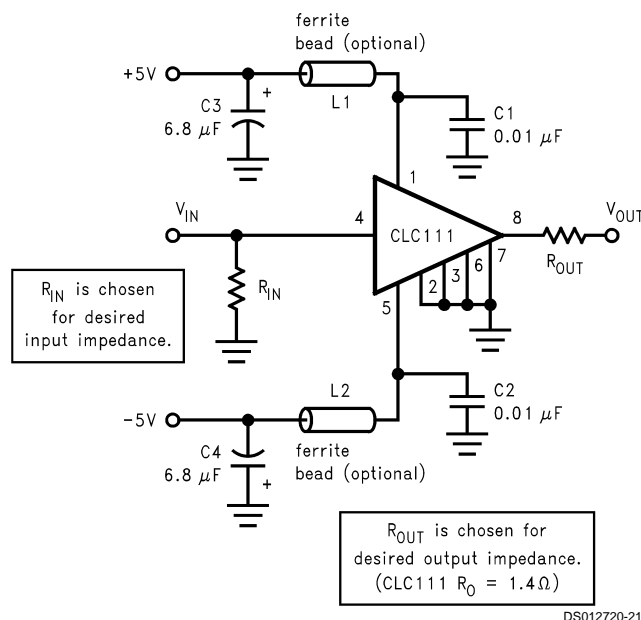 ferrite
bead (optional)
+5V
+
L1
C3
6.8 μF
C1
0.01 μF
1
V_IN
4
CLC111
8
V_OUT
R_OUT
7
6
3
2
5
R_IN
R_IN is chosen
for desired
input impedance.
L2
C2
0.01 μF
-5V
C4
6.8 μF
+
ferrite
bead (optional)
R_OUT is chosen for
desired output impedance.
(CLC111 R_O = 1.4Ω)
DS012720-21